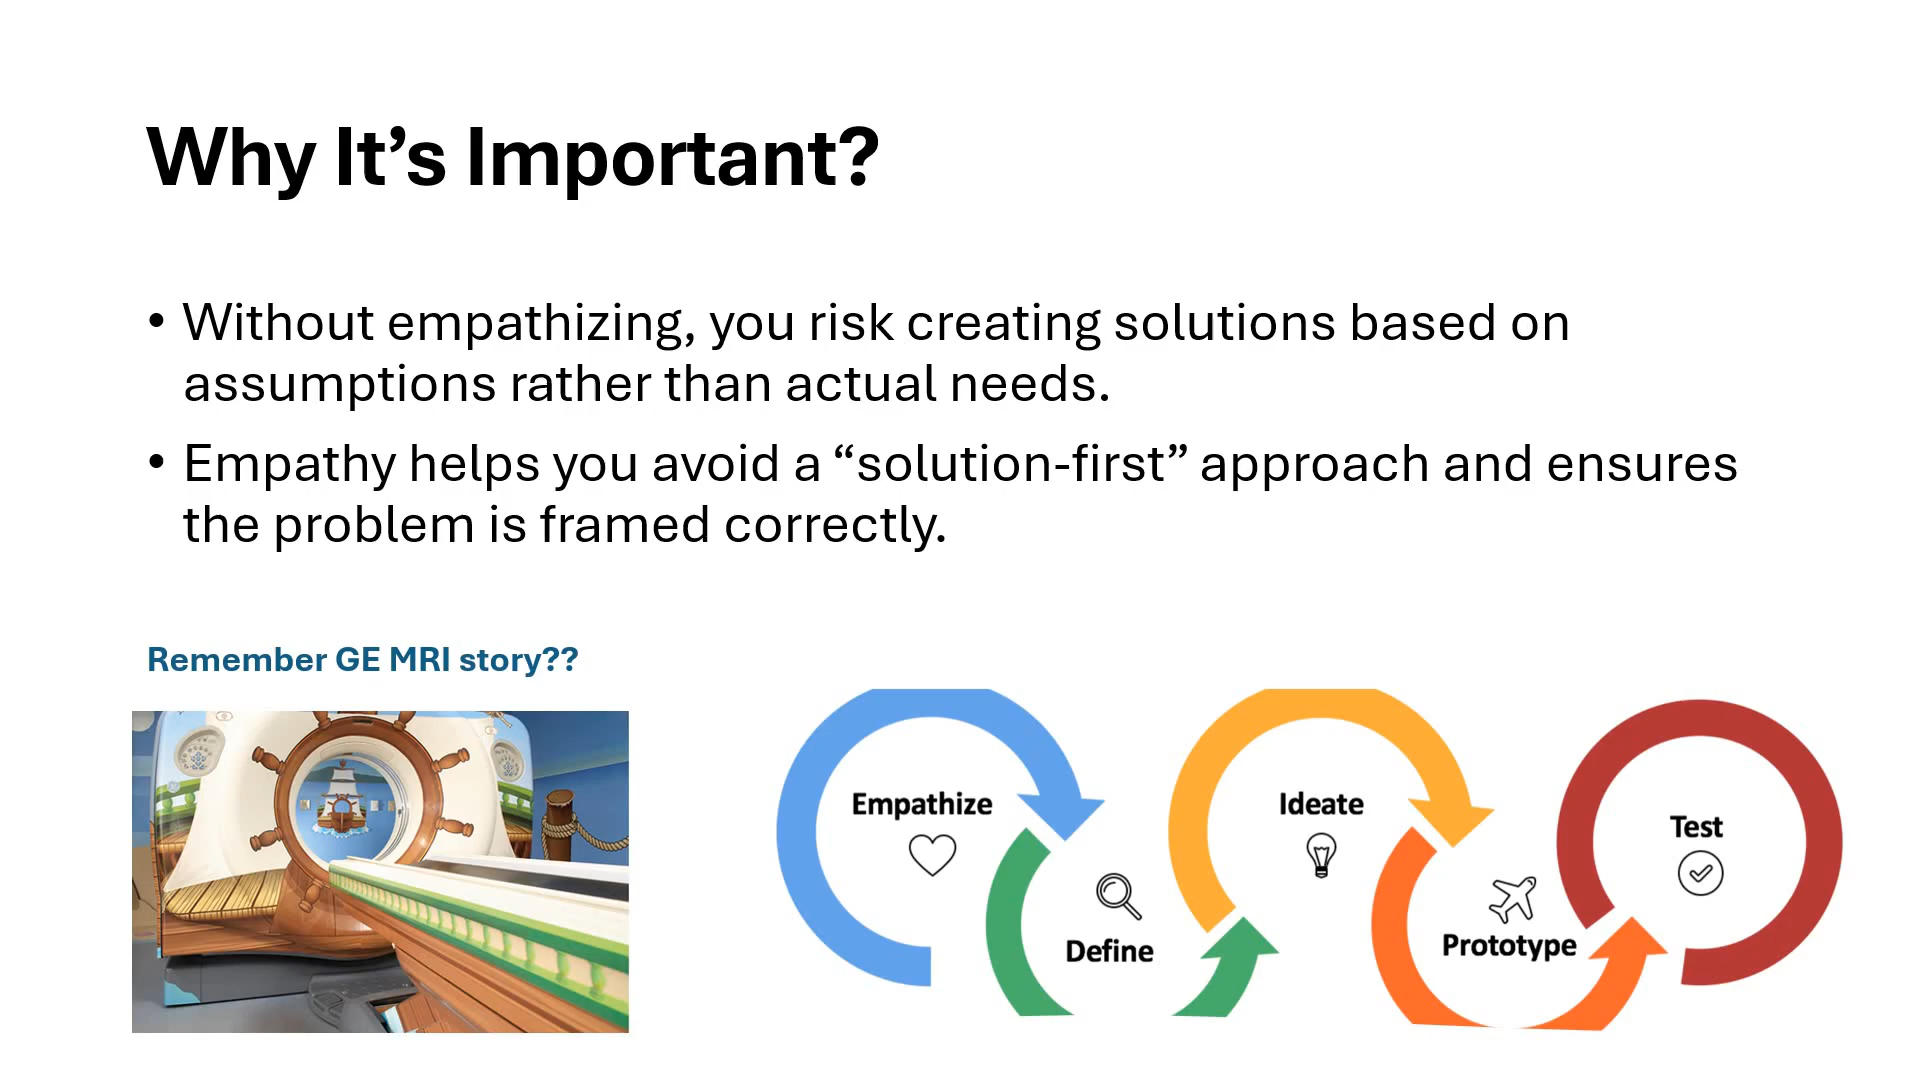 Why It’s Important?
• Without empathizing, you risk creating solutions based on
assumptions rather than actual needs.
• Empathy helps you avoid a “solution-first” approach and ensures
the problem is framed correctly.
Remember GE MRI story??
Empathize
Define
Ideate
Prototype
Test